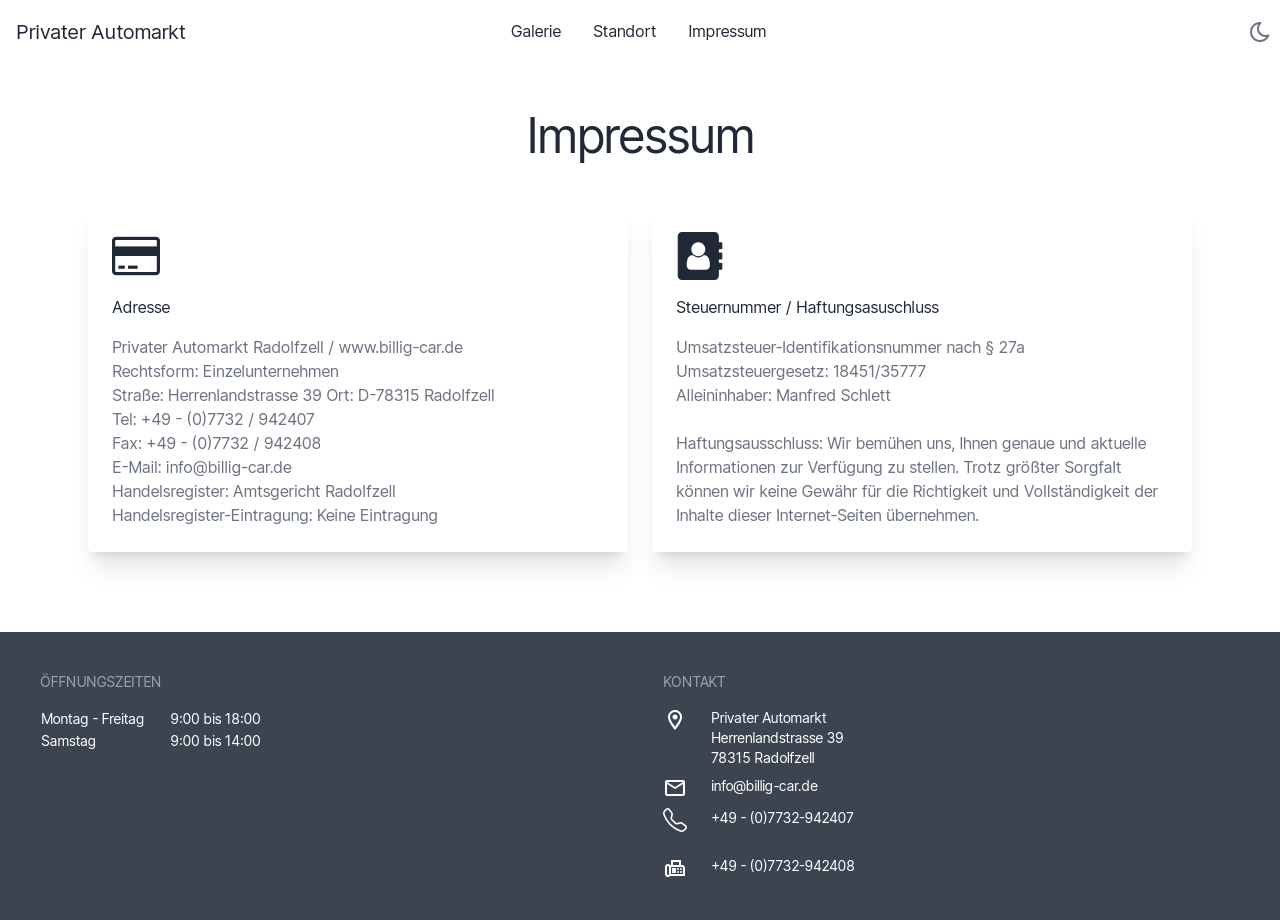 Privater Automarkt
Galerie
Standort
Impressum
Impressum
Adresse
Privater Automarkt Radolfzell / www.billig-car.de
Rechtsform: Einzelunternehmen
Straße: Herrenlandstrasse 39 Ort: D-78315 Radolfzell
Tel: +49 - (0)7732 / 942407
Fax: +49 - (0)7732 / 942408
E-Mail: info@billig-car.de
Handelsregister: Amtsgericht Radolfzell
Handelsregister-Eintragung: Keine Eintragung
Steuernummer / Haftungsasuschluss
Umsatzsteuer-Identifikationsnummer nach § 27a
Umsatzsteuergesetz: 18451/35777
Alleininhaber: Manfred Schlett
Haftungsausschluss: Wir bemühen uns, Ihnen genaue und aktuelle
Informationen zur Verfügung zu stellen. Trotz größter Sorgfalt
können wir keine Gewähr für die Richtigkeit und Vollständigkeit der
Inhalte dieser Internet-Seiten übernehmen.
ÖFFNUNGSZEITEN
Montag - Freitag 9:00 bis 18:00
Samstag 9:00 bis 14:00
KONTAKT
Privater Automarkt
Herrenlandstrasse 39
78315 Radolfzell
info@billig-car.de
+49 - (0)7732-942407
+49 - (0)7732-942408